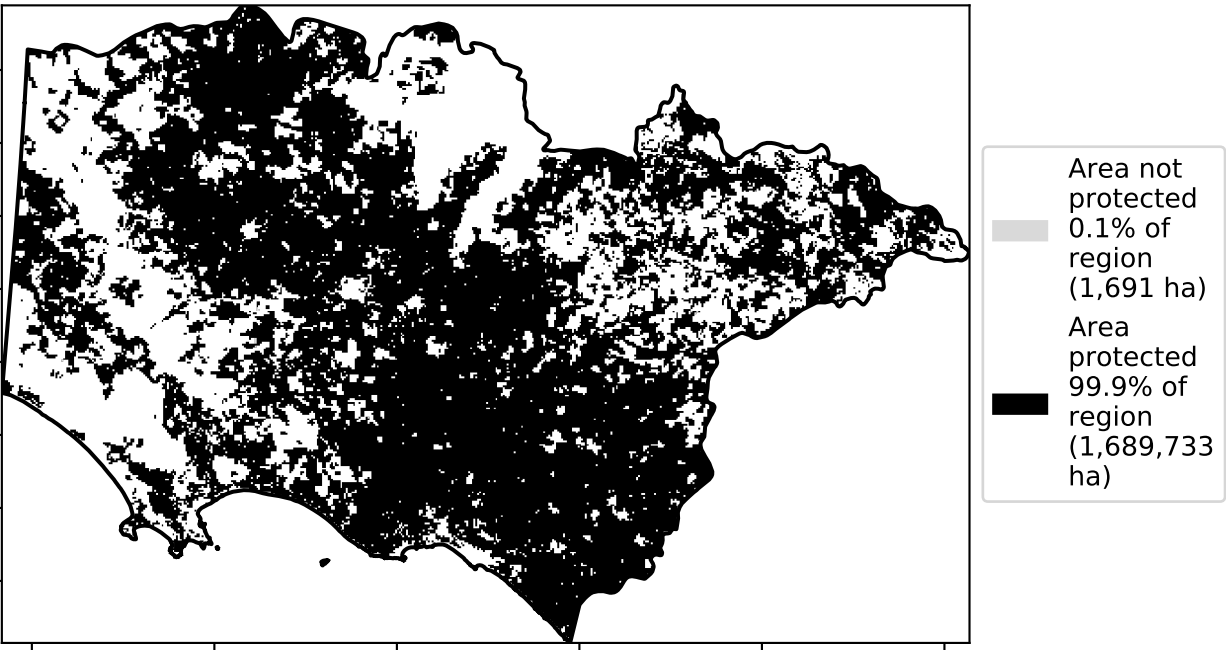 Area not
protected
0.1% of
region
(1,691 ha)
Area
protected
99.9% of
region
(1,689,733
ha)